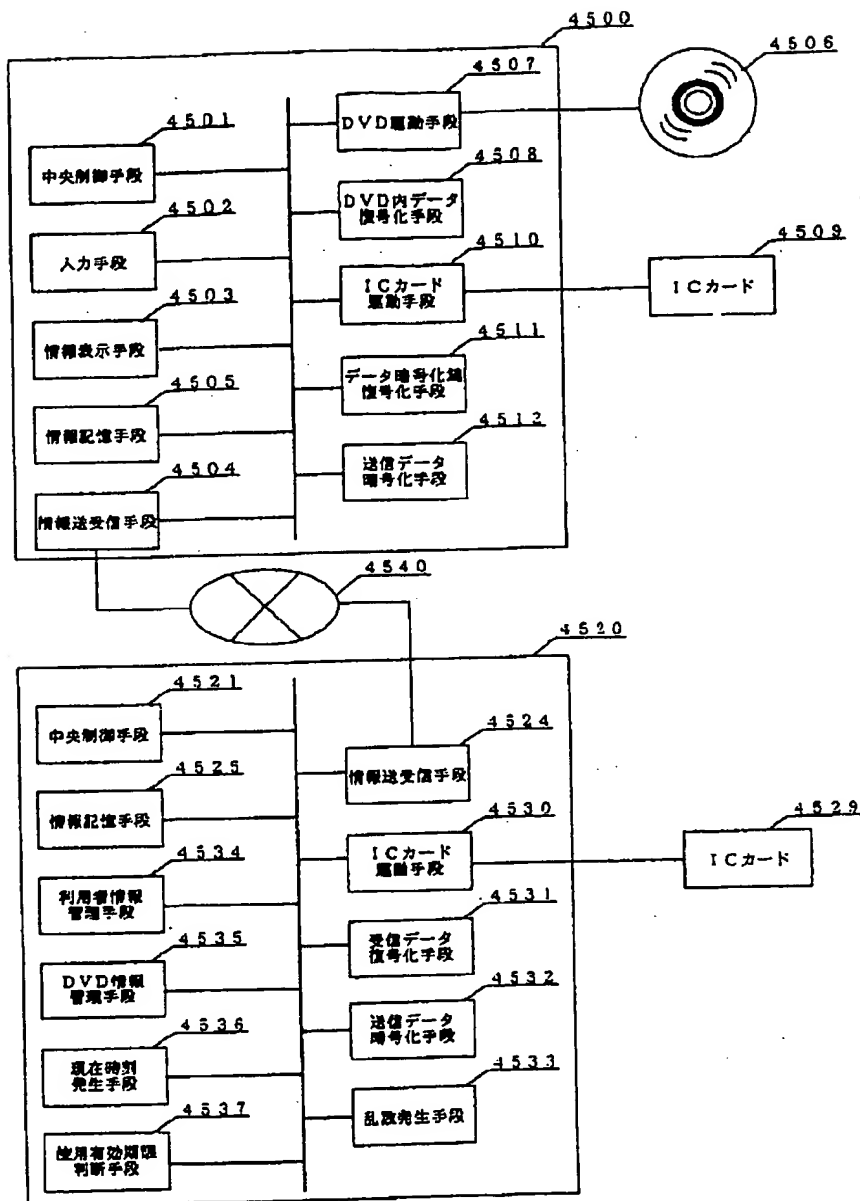 4500
4507
4506
DVD駆動手段
4501
中央制御手段
4508
DVD内データ
復号化手段
4502
入力手段
4510
ICカード
駆動手段
4509
ICカード
4503
情報表示手段
4511
データ暗号化鍵
復号化手段
4505
情報記憶手段
4512
送信データ
暗号化手段
4504
情報送受信手段
4540
4520
4521
中央制御手段
4524
情報送受信手段
4525
情報記憶手段
4530
ICカード
駆動手段
4529
ICカード
4534
利用者情報
管理手段
4531
受信データ
復号化手段
4535
DVD情報
管理手段
4532
送信データ
暗号化手段
4536
現在時刻
発生手段
4533
乱数発生手段
4537
使用有効期限
判断手段